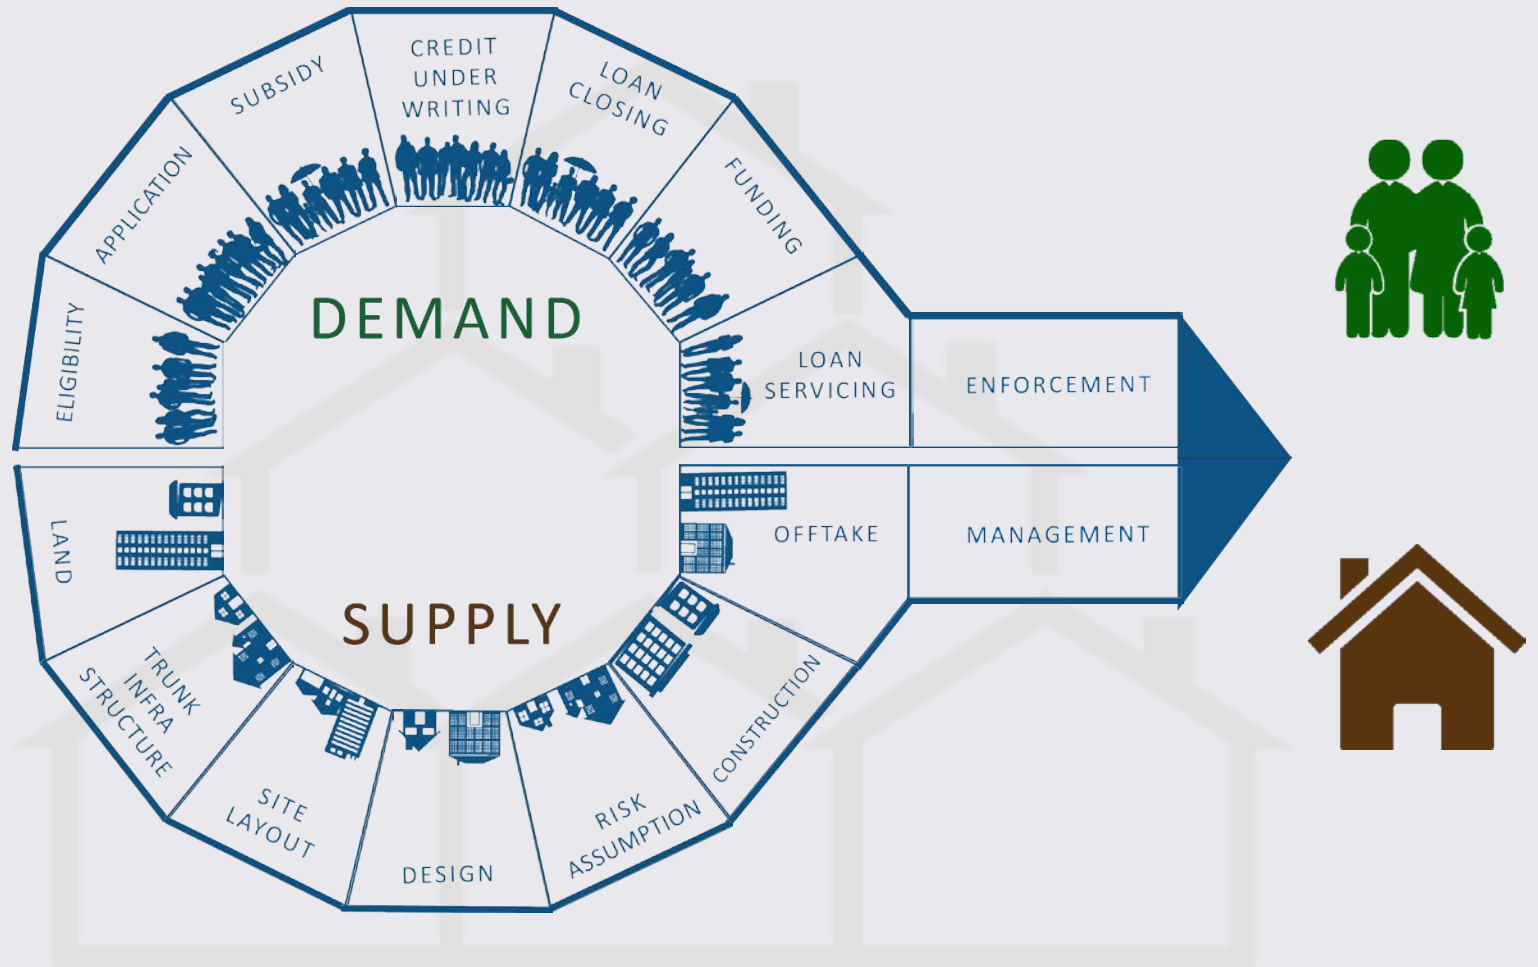 ELIGIBILITY
APPLICATION
SUBSIDY
CREDIT
UNDER
WRITING
LOAN
CLOSING
FUNDING
LOAN
SERVICING
ENFORCEMENT
DEMAND
SUPPLY
LAND
TRUNK
INFRA
STRUCTURE
SITE
LAYOUT
DESIGN
RISK
ASSUMPTION
CONSTRUCTION
OFFTAKE
MANAGEMENT